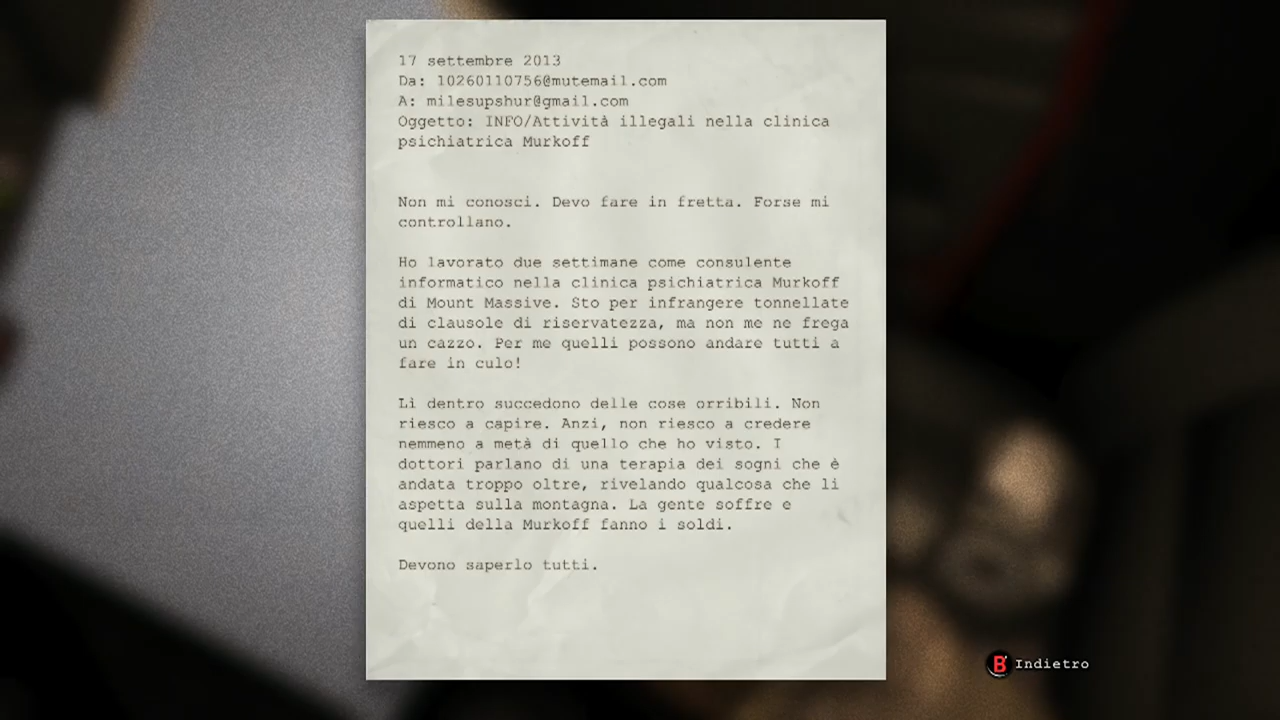 17 settembre 2013
Da: 10260110756@mutemail.com
A: milesupshur@gmail.com
Oggetto: INFO/Attività illegali nella clinica
psichiatrica Murkoff
Non mi conosci. Devo fare in fretta. Forse mi
controllano.
Ho lavorato due settimane come consulente
informatico nella clinica psichiatrica Murkoff
di Mount Massive. Sto per infrangere tonnellate
di clausole di riservatezza, ma non me ne frega
un cazzo. Per me quelli possono andare tutti a
fare in culo!
Lì dentro succedono delle cose orribili. Non
riesco a capire. Anzi, non riesco a credere
nemmeno a metà di quello che ho visto. I
dottori parlano di una terapia dei sogni che è
andata troppo oltre, rivelando qualcosa che li
aspetta sulla montagna. La gente soffre e
quelli della Murkoff fanno i soldi.
Devono saperlo tutti.
B Indietro